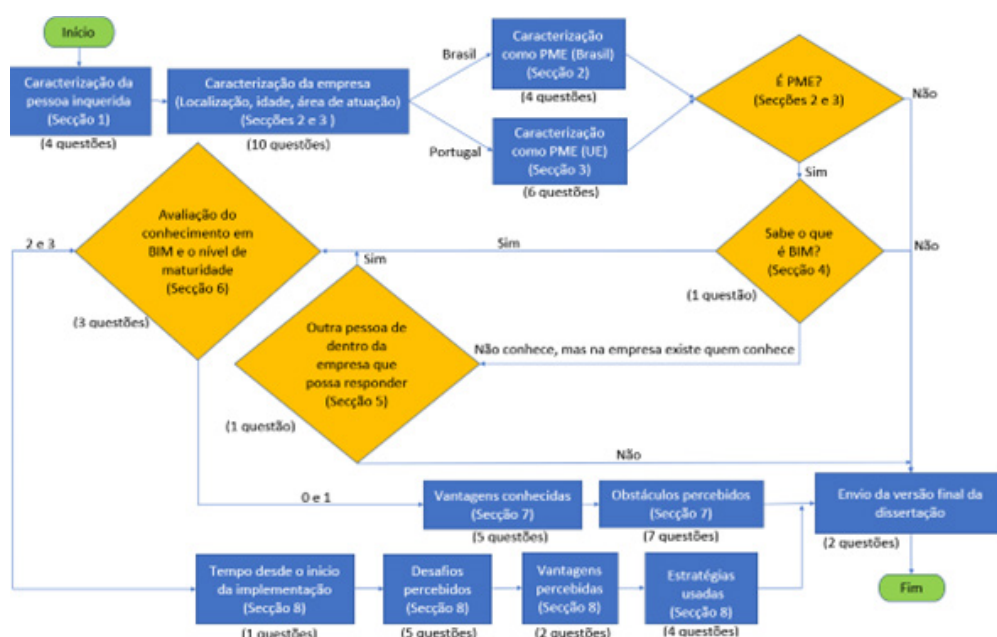 Início
Caracterização da
pessoa inquerida
(Secção 1)
(4 questões)
Caracterização da empresa
(Localização, idade, área de atuação)
(Secções 2 e 3 )
(10 questões)
Brasil
Portugal
Caracterização
como PME (Brasil)
(Secção 2)
(4 questões)
Caracterização
como PME (UE)
(Secção 3)
(6 questões)
É PME?
(Secções 2 e 3)
Não
Sim
Sabe o que
é BIM?
(Secção 4)
(1 questão)
Não
Sim
Não conhece, mas na empresa existe quem conhece
Avaliação do
conhecimento em
BIM e o nível de
maturidade
(Secção 6)
(3 questões)
2 e 3
Sim
Outra pessoa de
dentro da
empresa que
possa responder
(Secção 5)
(1 questão)
Não
0 e 1
Vantagens conhecidas
(Secção 7)
(5 questões)
Obstáculos percebidos
(Secção 7)
(7 questões)
Envio da versão final da
dissertação
(2 questões)
Tempo desde o inicio
da implementação
(Secção 8)
(1 questões)
Desafios
percebidos
(Secção 8)
(5 questões)
Vantagens
percebidas
(Secção 8)
(2 questões)
Estratégias
usadas
(Secção 8)
(4 questões)
Fim